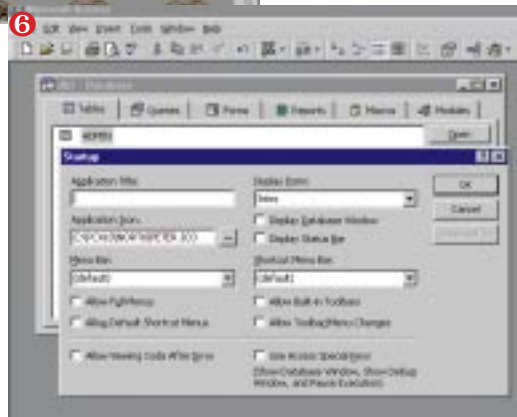 6
Edit View Insert Tools Window Help
Database
Tables Queries Forms Reports Macros Modules
ADMIN Open
Startup
Application Title: Display Form:
OK
Application Icon: Display Database Window Cancel
Display Status Bar
Menu Bar: Shortcut Menu Bar:
(default) (default)
Allow Full Menus Allow Built-in Toolbars
Allow Default Shortcut Menus Allow Toolbar/Menu Changes
Allow Viewing Code After Error Use Access Special Keys
(Show Database Window, Show Debug
Window, and Pause Execution)